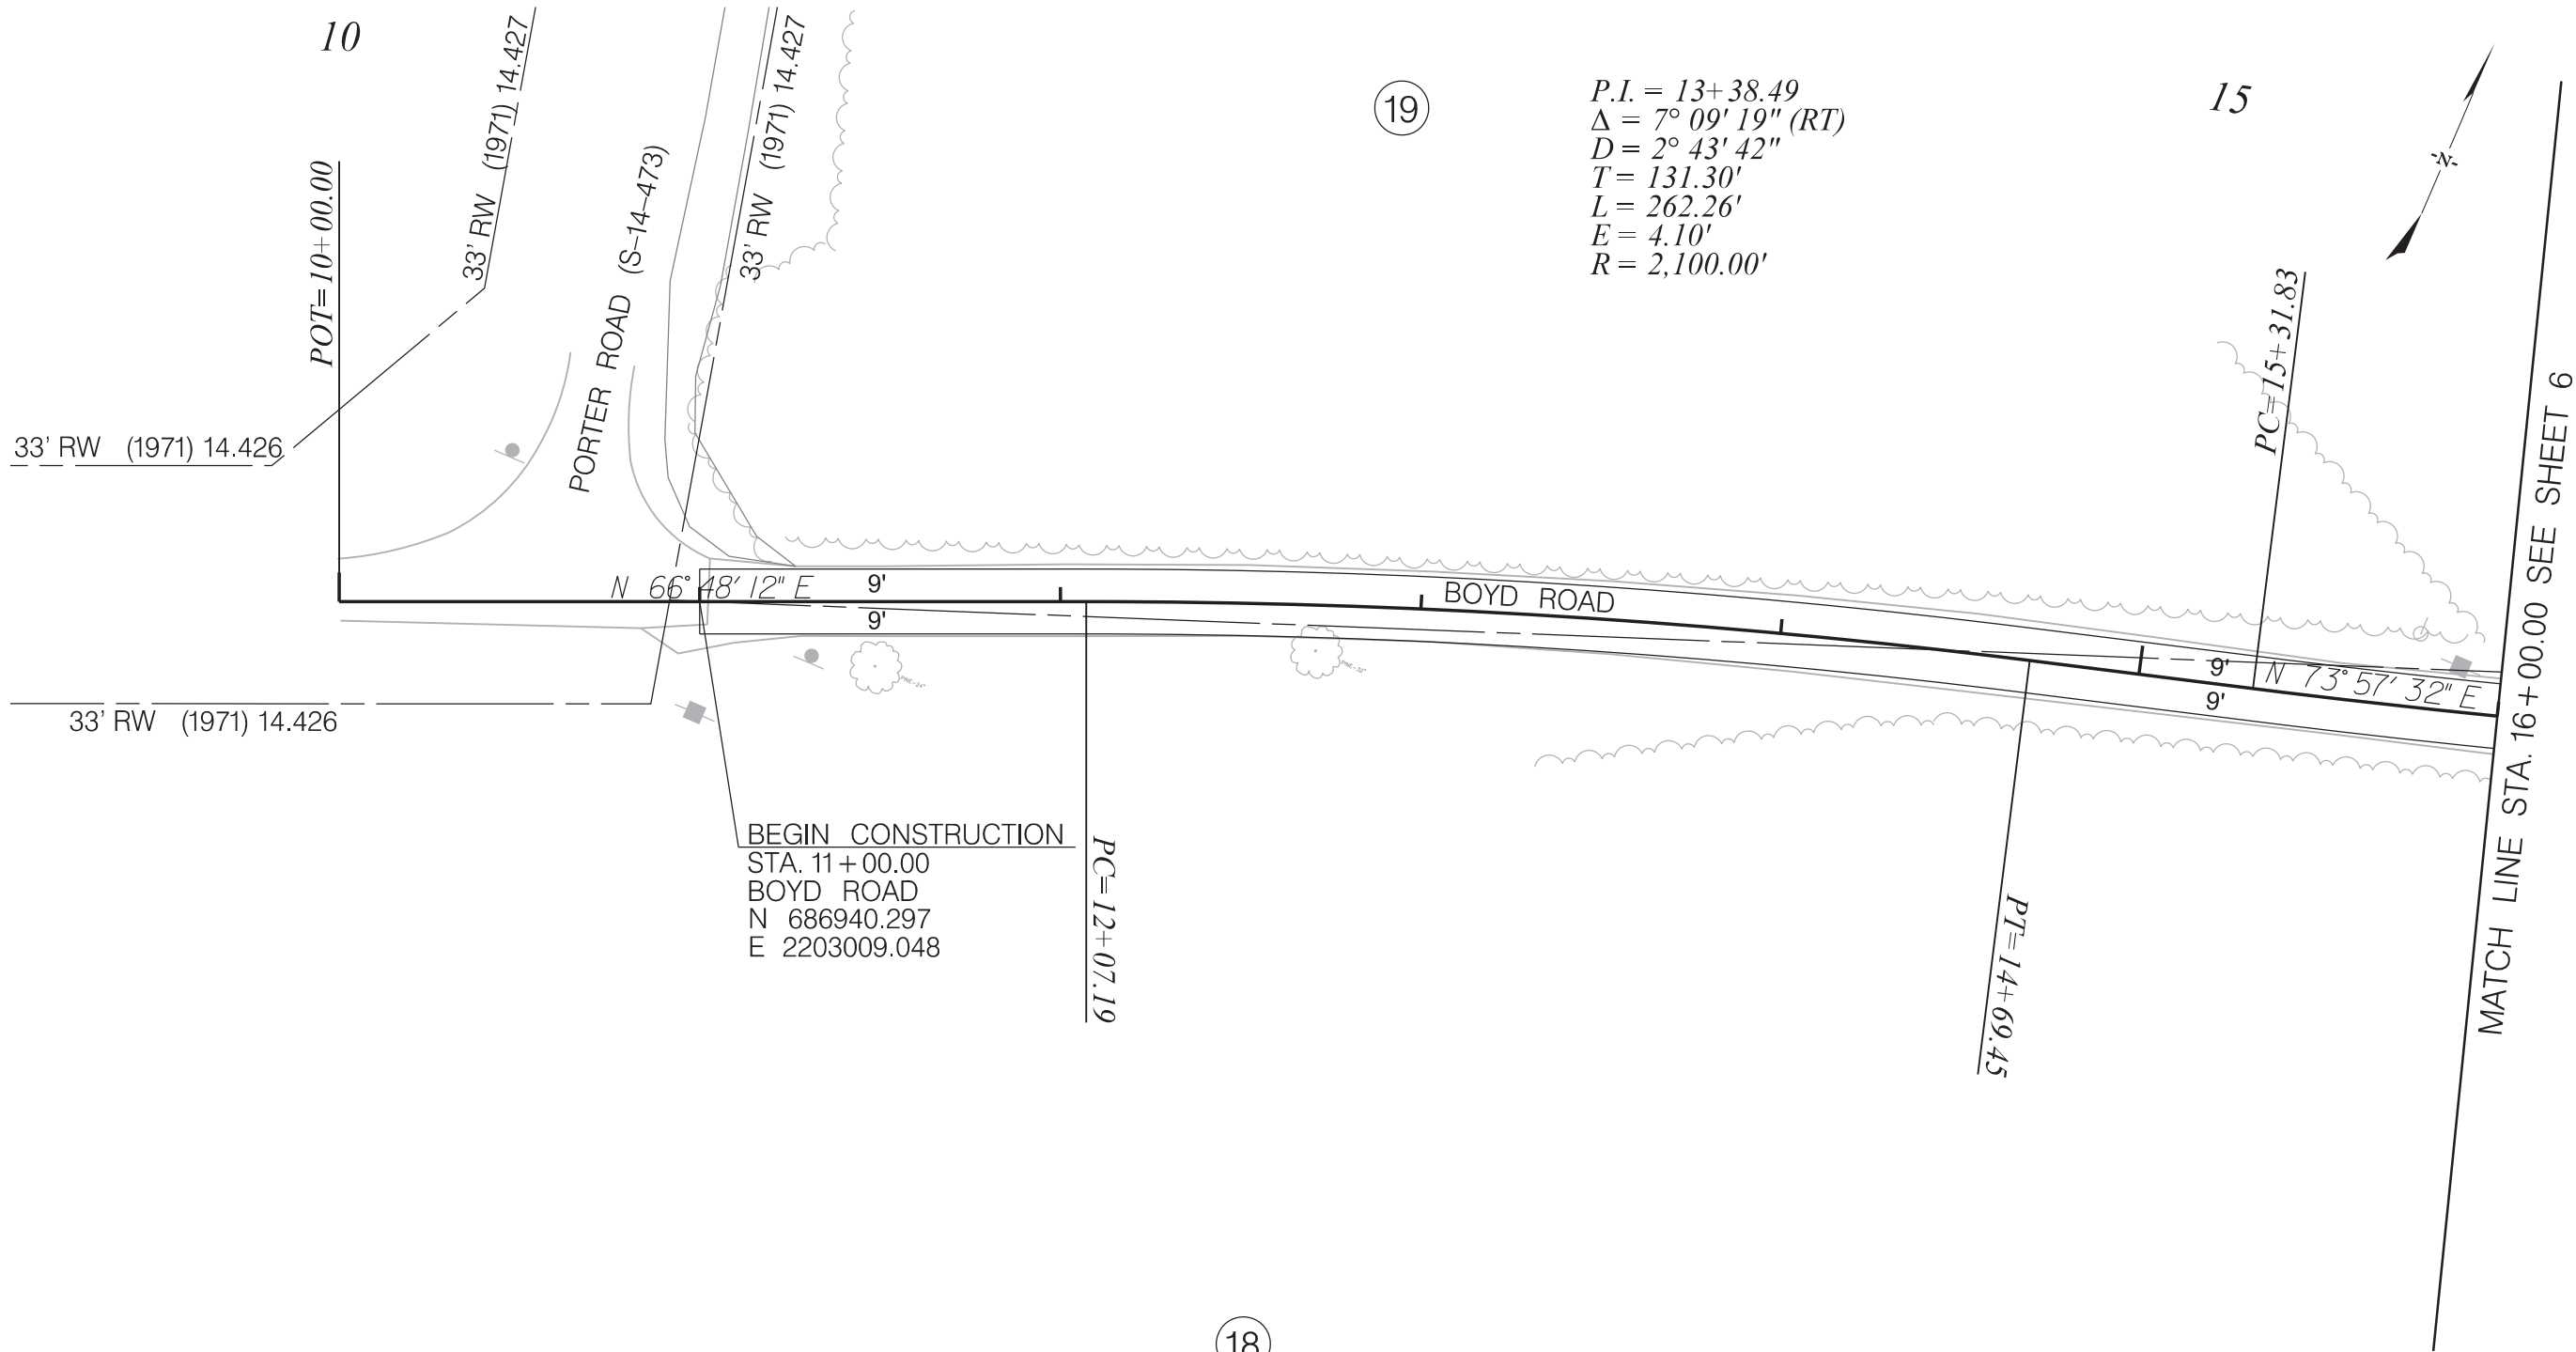 10
33' RW (1971) 14.427
33' RW (1971) 14.427
19
P.I. = 13+38.49
Δ = 7° 09' 19" (RT)
D = 2° 43' 42"
T = 131.30'
L = 262.26'
E = 4.10'
R = 2,100.00'
15
-N-
POT=10+00.00
PORTER ROAD (S-14-473)
PC=15+31.83
33' RW (1971) 14.426
N 66° 48' 12" E
9'
9'
BOYD ROAD
9'
9'
N 73° 57' 32" E
MATCH LINE STA. 16+00.00 SEE SHEET 6
33' RW (1971) 14.426
BEGIN CONSTRUCTION
STA. 11+00.00
BOYD ROAD
N 686940.297
E 2203009.048
PC=12+07.19
PT=14+69.45
18